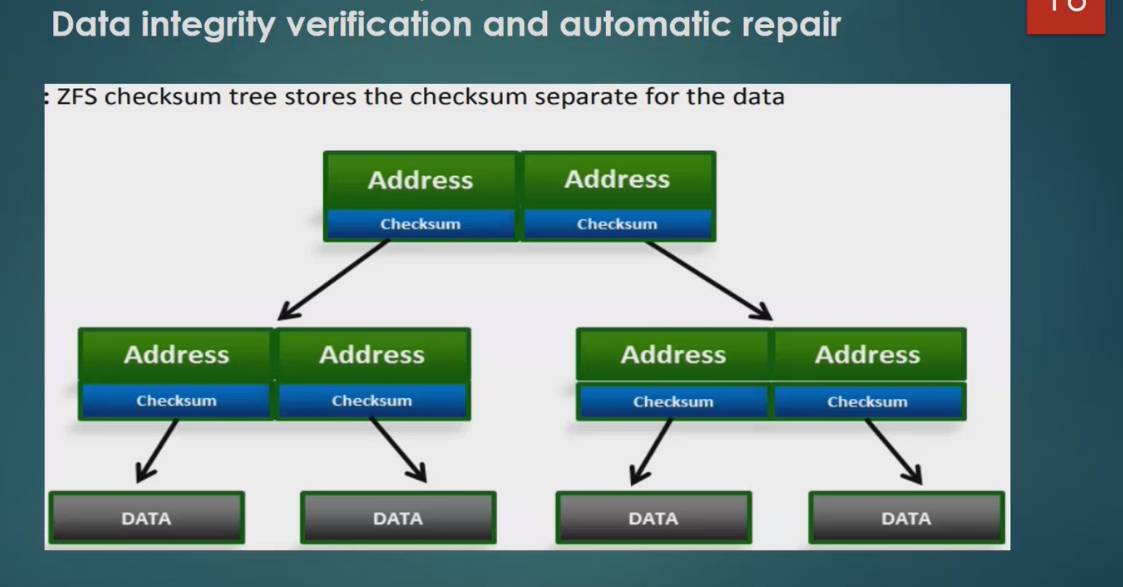 Data integrity verification and automatic repair
: ZFS checksum tree stores the checksum separate for the data
Address Address
Checksum Checksum
Address Address Address Address
Checksum Checksum Checksum Checksum
DATA DATA DATA DATA